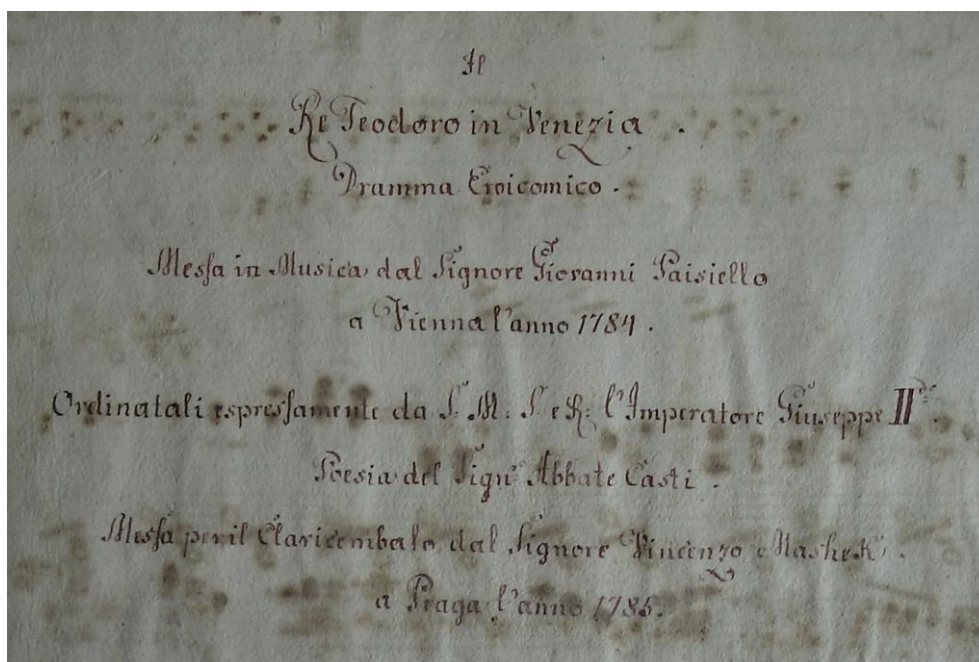 Il
Re Teodoro in Venezia .
Dramma Eroicomico .
Messa in Musica dal Signore Giovanni Paisiello
a Vienna l'anno 1784 .
Ordinatali espressamente da S: M: I: e R: l'Imperatore Giuseppe II.do
Poesia del Sigr: Abbate Casti .
Messa per il Clavicembalo dal Signore Vincenzo Mashek .
a Praga l'anno 1785.